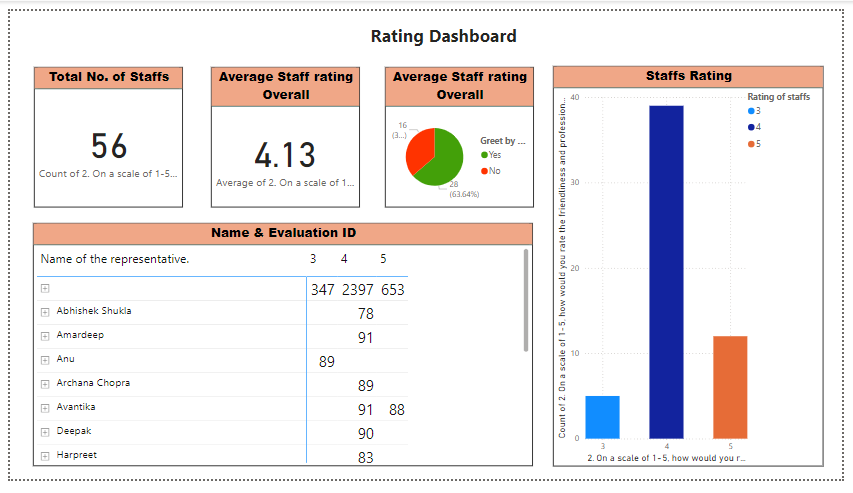 Rating Dashboard
Total No. of Staffs
56
Count of 2. On a scale of 1-5...
Average Staff rating
Overall
4.13
Average of 2. On a scale of 1...
Average Staff rating
Overall
16
(3...)
28
(63.64%)
Greet by ...
Yes
No
Staffs Rating
Rating of staffs
3
4
5
Count of 2. On a scale of 1-5, how would you rate the friendliness and profession...
40
30
20
10
0
3 4 5
2. On a scale of 1-5, how would you r...
Name & Evaluation ID
Name of the representative. 3 4 5
347 2397 653
Abhishek Shukla 78
Amardeep 91
Anu 89
Archana Chopra 89
Avantika 91 88
Deepak 90
Harpreet 83